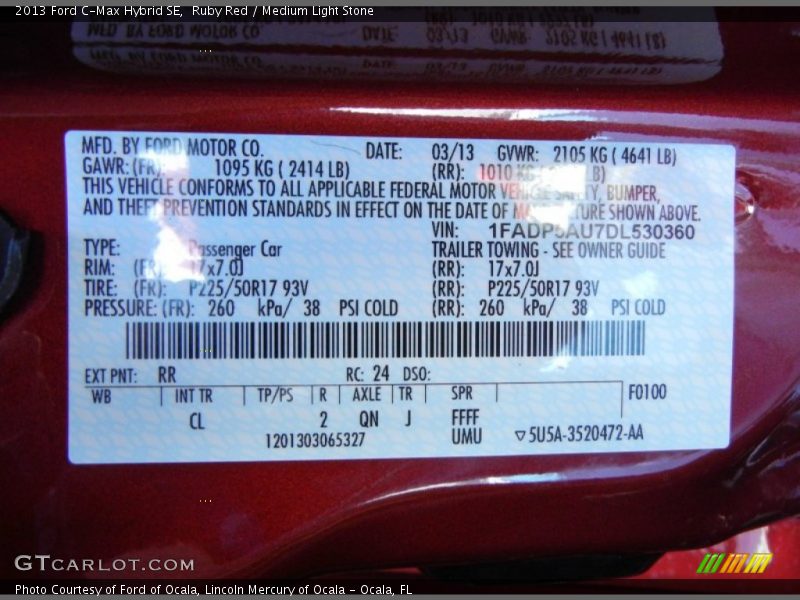 2013 Ford C-Max Hybrid SE, Ruby Red / Medium Light Stone
MFD. BY FORD MOTOR CO. DATE: 03/13 GVWR: 2105 KG ( 4641 LB)
GAWR: (FR): 1095 KG ( 2414 LB) (RR): 1010 KG LB)
THIS VEHICLE CONFORMS TO ALL APPLICABLE FEDERAL MOTOR VEHICLE SAFETY, BUMPER,
AND THEFT PREVENTION STANDARDS IN EFFECT ON THE DATE OF MANUFACTURE SHOWN ABOVE.
VIN: 1FADP5AU7DL530360
TYPE: Passenger Car TRAILER TOWING - SEE OWNER GUIDE
RIM: (FR): 17x7.0J (RR): 17x7.0J
TIRE: (FR): P225/50R17 93V (RR): P225/50R17 93V
PRESSURE: (FR): 260 kPa/ 38 PSI COLD (RR): 260 kPa/ 38 PSI COLD
EXT PNT: RR RC: 24 DSO:
WB INT TR TP/PS R AXLE TR SPR F0100
CL 2 QN J FFFF
1201303065327 UMU ▽5U5A-3520472-AA
GTCARLOT.COM
Photo Courtesy of Ford of Ocala, Lincoln Mercury of Ocala - Ocala, FL